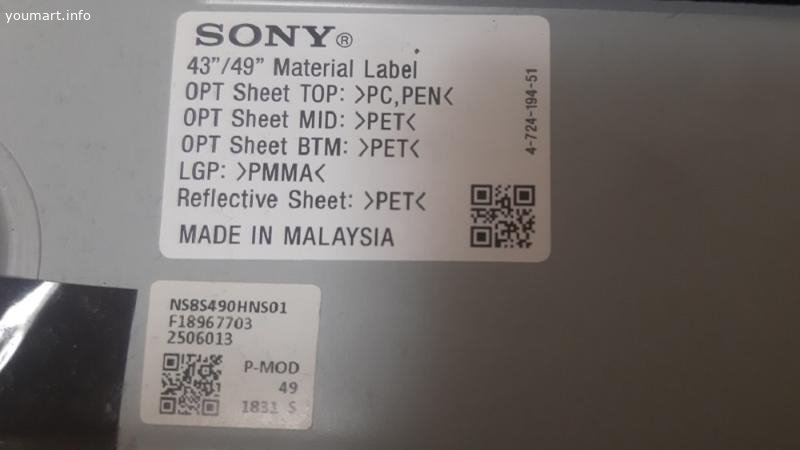 youmart.info
SONY®
43”/49” Material Label
OPT Sheet TOP: >PC,PEN<
OPT Sheet MID: >PET<
OPT Sheet BTM: >PET<
LGP: >PMMA<
Reflective Sheet: >PET<
MADE IN MALAYSIA
4-724-194-51
NS8S490HNS01
F18967703
2506013
P-MOD
49
1831 S